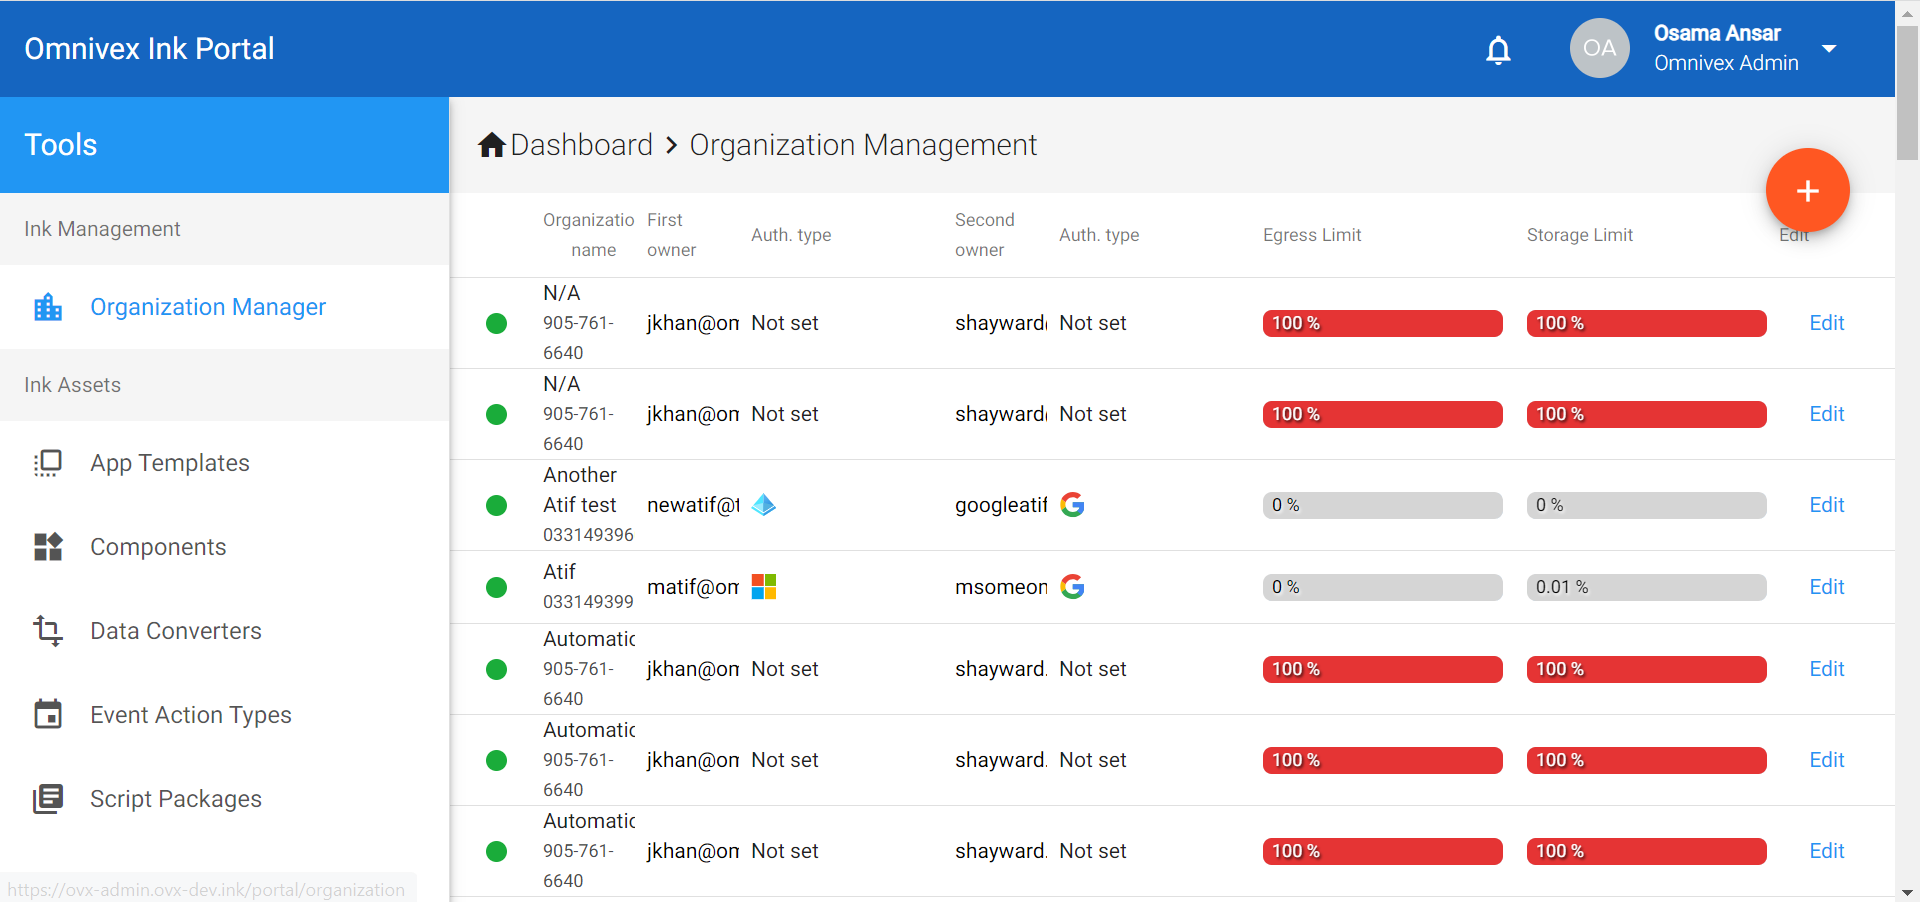 Omnivex Ink Portal
OA
Osama Ansar
Omnivex Admin
Tools
Ink Management
Organization Manager
Ink Assets
App Templates
Components
Data Converters
Event Action Types
Script Packages
https://ovx-admin.ovx-dev.ink/portal/organization
Dashboard > Organization Management
+
Organizatio
name
First
owner
Auth. type
Second
owner
Auth. type
Egress Limit
Storage Limit
Edit
N/A
905-761-
6640
jkhan@om
Not set
shayward@
Not set
100 %
100 %
Edit
N/A
905-761-
6640
jkhan@om
Not set
shayward@
Not set
100 %
100 %
Edit
Another
Atif test
033149396
newatif@t
googleatif
0 %
0 %
Edit
Atif
033149399
matif@om
msomeon
0 %
0.01 %
Edit
Automatic
905-761-
6640
jkhan@om
Not set
shayward.
Not set
100 %
100 %
Edit
Automatic
905-761-
6640
jkhan@om
Not set
shayward.
Not set
100 %
100 %
Edit
Automatic
905-761-
6640
jkhan@om
Not set
shayward.
Not set
100 %
100 %
Edit